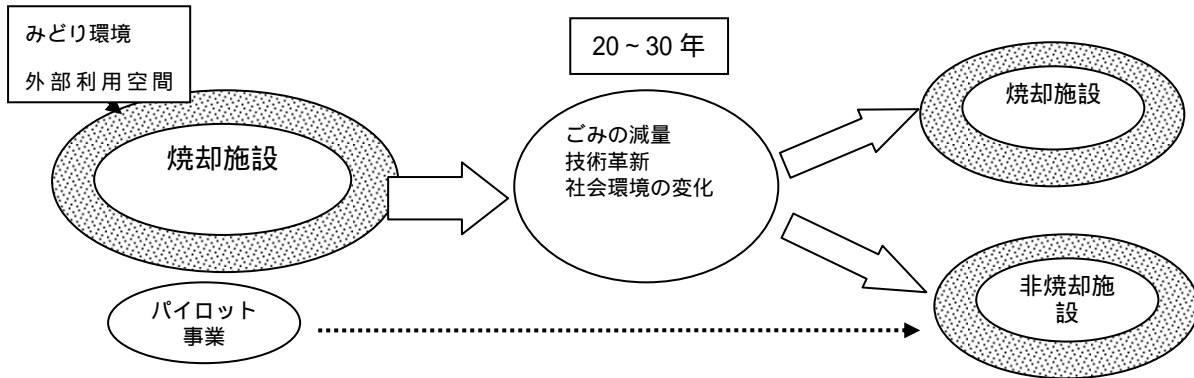 みどり環境
外部利用空間
20~30年
焼却施設
ごみの減量
技術革新
社会環境の変化
焼却施設
パイロット
事業
非焼却施
設